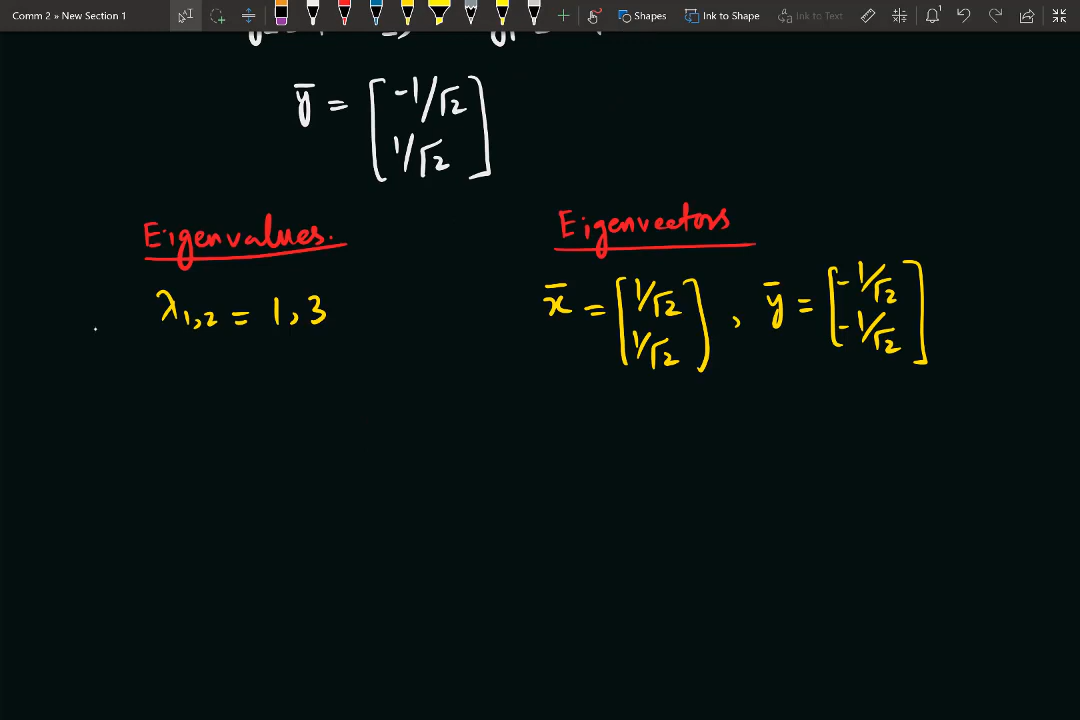 Comm 2 » New Section 1 Shapes Ink to Shape Ink to Text
ȳ = [-1/√2
1/√2]
Eigenvalues. Eigenvectors
λ1,2 = 1, 3 x̄ = [1/√2 1/√2], ȳ = [-1/√2 -1/√2]